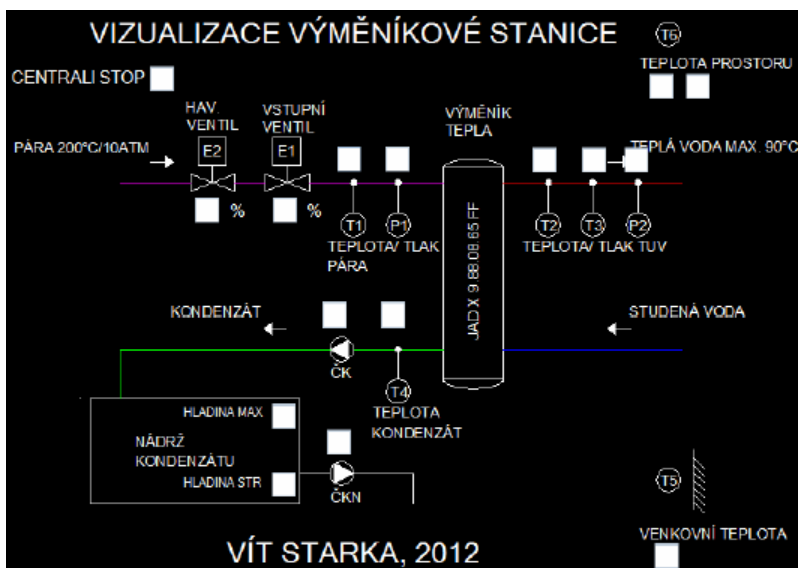 VIZUALIZACE VÝMĚNÍKOVÉ STANICE
T6
TEPLOTA PROSTORU
CENTRALI STOP
HAV.
VENTIL
VSTUPNÍ
VENTIL
VÝMĚNÍK
TEPLA
PÁRA 200°C/10ATM
E2
E1
TEPLÁ VODA MAX. 90°C
%
%
T1
P1
T2
T3
P2
TEPLOTA/ TLAK
PÁRA
TEPLOTA/ TLAK TUV
JAD X 9.88.08.65 FF
KONDENZÁT
STUDENÁ VODA
ČK
T4
TEPLOTA
KONDENZÁT
HLADINA MAX
NÁDRŽ
KONDENZÁTU
HLADINA STR
ČKN
T5
VENKOVNÍ TEPLOTA
VÍT STARKA, 2012